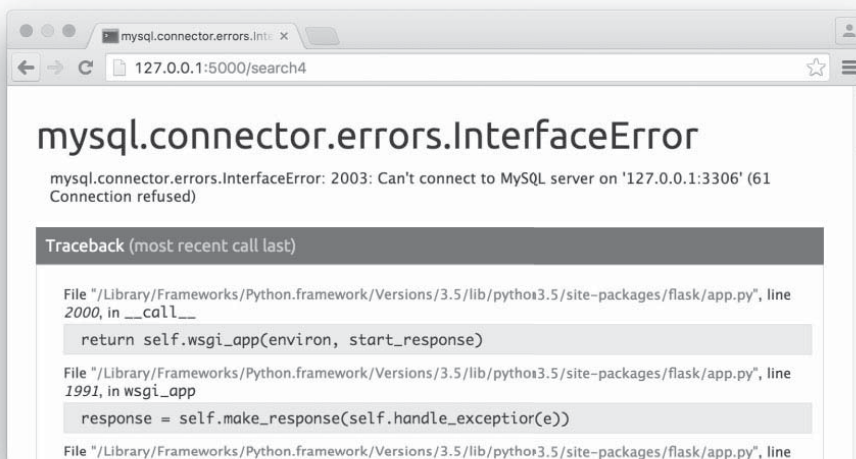 mysql.connector.errors.Inte
127.0.0.1:5000/search4
mysql.connector.errors.InterfaceError
mysql.connector.errors.InterfaceError: 2003: Can't connect to MySQL server on '127.0.0.1:3306' (61
Connection refused)
Traceback (most recent call last)
File "/Library/Frameworks/Python.framework/Versions/3.5/lib/python3.5/site-packages/flask/app.py", line
2000, in __call__
return self.wsgi_app(environ, start_response)
File "/Library/Frameworks/Python.framework/Versions/3.5/lib/python3.5/site-packages/flask/app.py", line
1991, in wsgi_app
response = self.make_response(self.handle_exception(e))
File "/Library/Frameworks/Python.framework/Versions/3.5/lib/python3.5/site-packages/flask/app.py", line